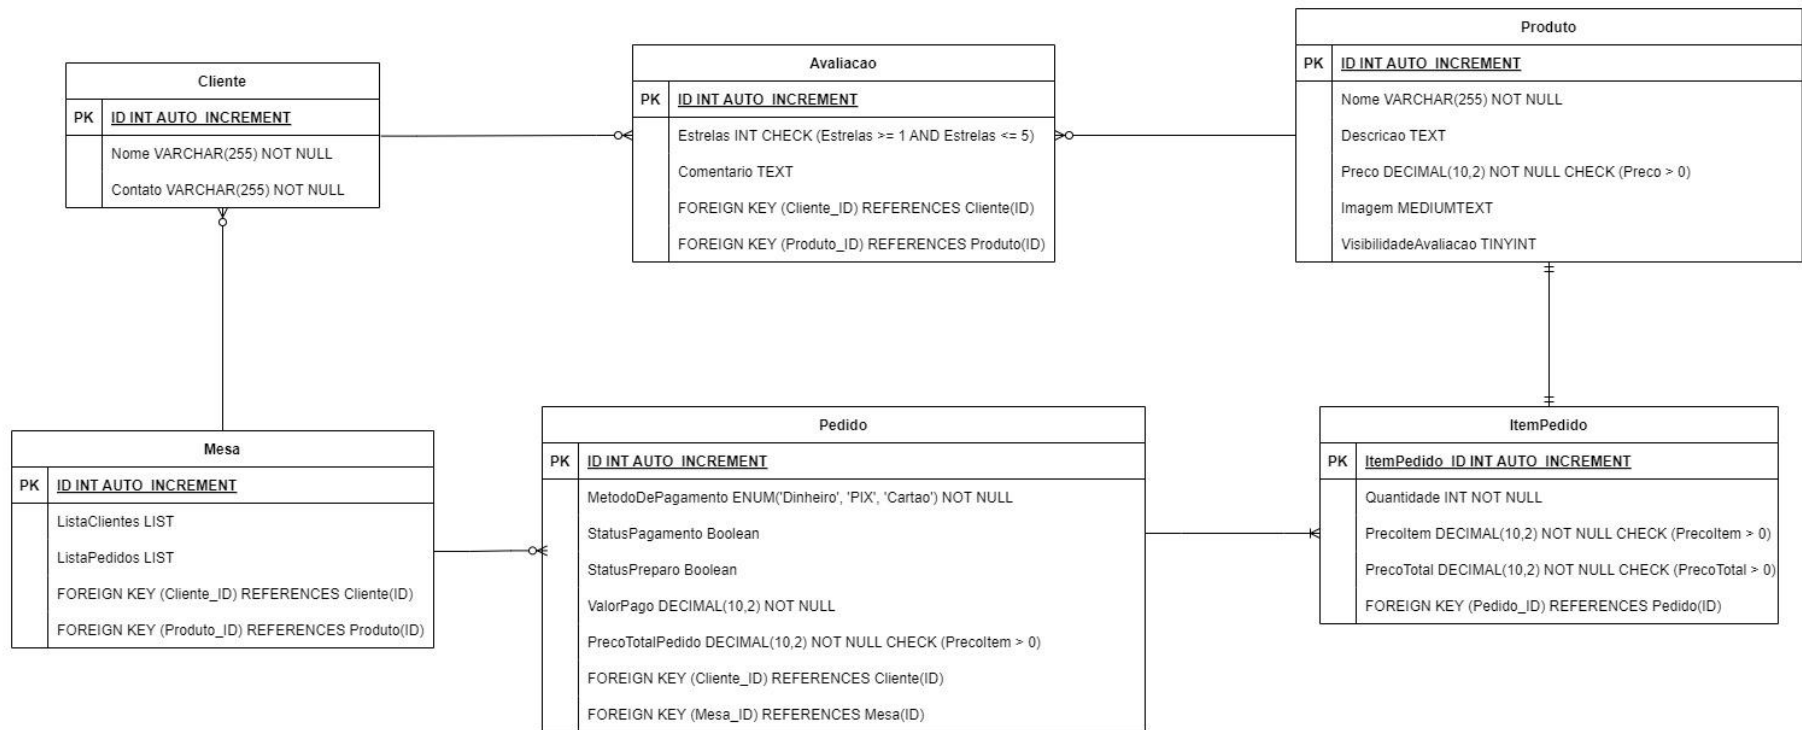 Cliente
PK ID INT AUTO_INCREMENT
Nome VARCHAR(255) NOT NULL
Contato VARCHAR(255) NOT NULL
Avaliacao
PK ID INT AUTO_INCREMENT
Estrelas INT CHECK (Estrelas >= 1 AND Estrelas <= 5)
Comentario TEXT
FOREIGN KEY (Cliente_ID) REFERENCES Cliente(ID)
FOREIGN KEY (Produto_ID) REFERENCES Produto(ID)
Produto
PK ID INT AUTO_INCREMENT
Nome VARCHAR(255) NOT NULL
Descricao TEXT
Preco DECIMAL(10,2) NOT NULL CHECK (Preco > 0)
Imagem MEDIUMTEXT
VisibilidadeAvaliacao TINYINT
Mesa
PK ID INT AUTO_INCREMENT
ListaClientes LIST
ListaPedidos LIST
FOREIGN KEY (Cliente_ID) REFERENCES Cliente(ID)
FOREIGN KEY (Produto_ID) REFERENCES Produto(ID)
Pedido
PK ID INT AUTO_INCREMENT
MetodoDePagamento ENUM('Dinheiro', 'PIX', 'Cartao') NOT NULL
StatusPagamento Boolean
StatusPreparo Boolean
ValorPago DECIMAL(10,2) NOT NULL
PrecoTotalPedido DECIMAL(10,2) NOT NULL CHECK (PrecoItem > 0)
FOREIGN KEY (Cliente_ID) REFERENCES Cliente(ID)
FOREIGN KEY (Mesa_ID) REFERENCES Mesa(ID)
ItemPedido
PK ItemPedido_ID INT AUTO_INCREMENT
Quantidade INT NOT NULL
PrecoItem DECIMAL(10,2) NOT NULL CHECK (PrecoItem > 0)
PrecoTotal DECIMAL(10,2) NOT NULL CHECK (PrecoTotal > 0)
FOREIGN KEY (Pedido_ID) REFERENCES Pedido(ID)